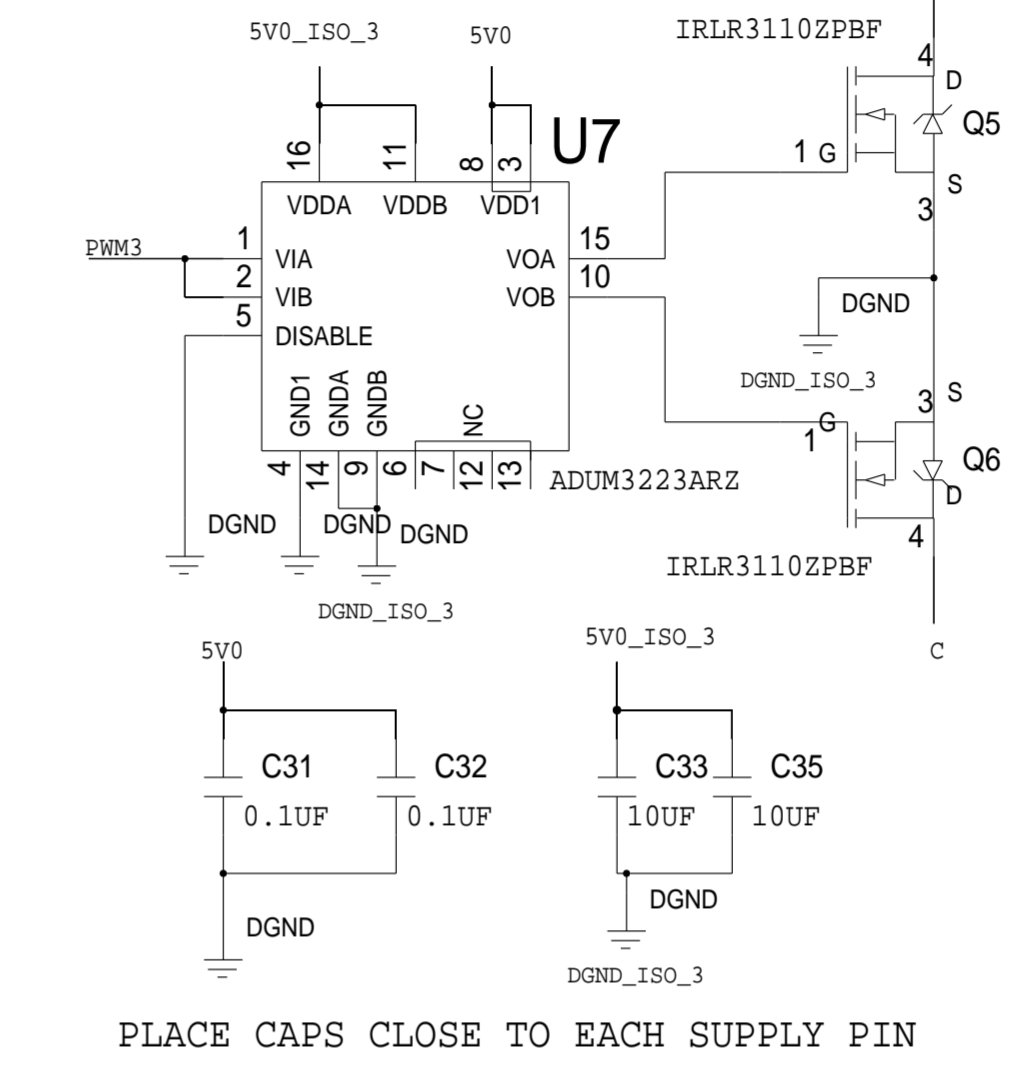 IRLR3110ZPBF
5V0_ISO_3
5V0
4
D
Q5
U7
16
11
8
3
1
G
S
3
VDDA
VDDB
VDD1
PWM3
1
VIA
VOA
15
2
VIB
VOB
10
5
DISABLE
DGND
DGND_ISO_3
GND1
GNDA
GNDB
NC
3
S
G
1
4
14
9
6
7
12
13
ADUM3223ARZ
Q6
D
4
DGND
DGND
DGND
IRLR3110ZPBF
DGND_ISO_3
5V0
5V0_ISO_3
C
C31
C32
C33
C35
0.1UF
0.1UF
10UF
10UF
DGND
DGND
DGND_ISO_3
PLACE CAPS CLOSE TO EACH SUPPLY PIN